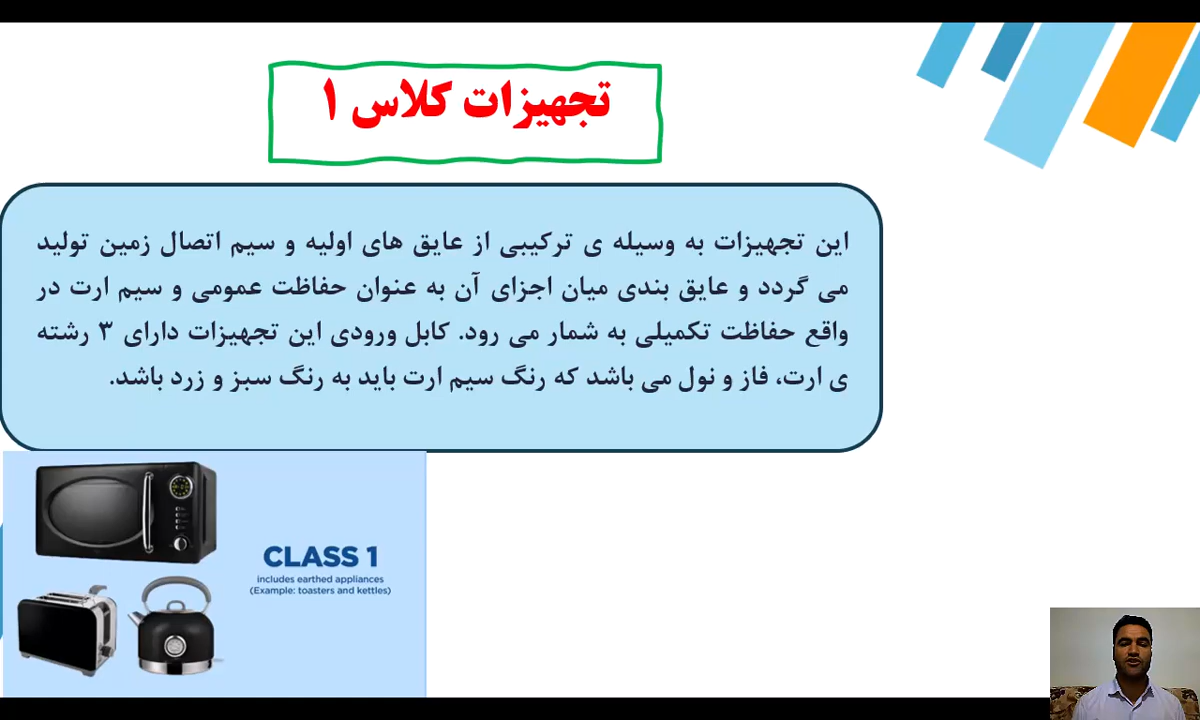 تجهیزات کلاس ۱
این تجهیزات به وسیله ی ترکیبی از عایق های اولیه و سیم اتصال زمین تولید
می گردد و عایق بندی میان اجزای آن به عنوان حفاظت عمومی و سیم ارت در
واقع حفاظت تکمیلی به شمار می رود. کابل ورودی این تجهیزات دارای ۳ رشته
ی ارت، فاز و نول می باشد که رنگ سیم ارت باید به رنگ سبز و زرد باشد.
CLASS 1
includes earthed appliances
(Example: toasters and kettles)